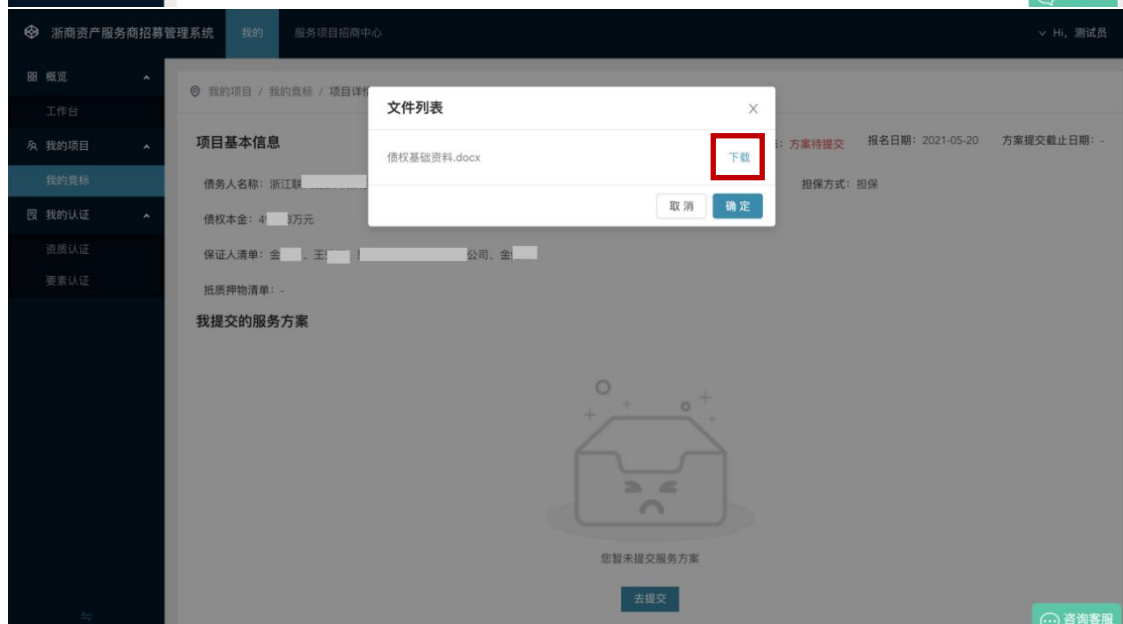 浙商资产服务商招募管理系统 我的 服务项目招商中心 Hi, 测试员
概览
工作台
我的项目
我的竞标
我的认证
资质认证
要素认证
我的项目 / 我的竞标 / 项目详
项目基本信息
方案待提交 报名日期: 2021-05-20 方案提交截止日期: -
债务人名称: 浙江联
担保方式: 担保
债权本金: 4 万元
保证人清单: 金 、王 公司、金
抵质押物清单: -
我提交的服务方案
文件列表
债权基础资料.docx 下载
取消 确定
您暂未提交服务方案
去提交
咨询客服